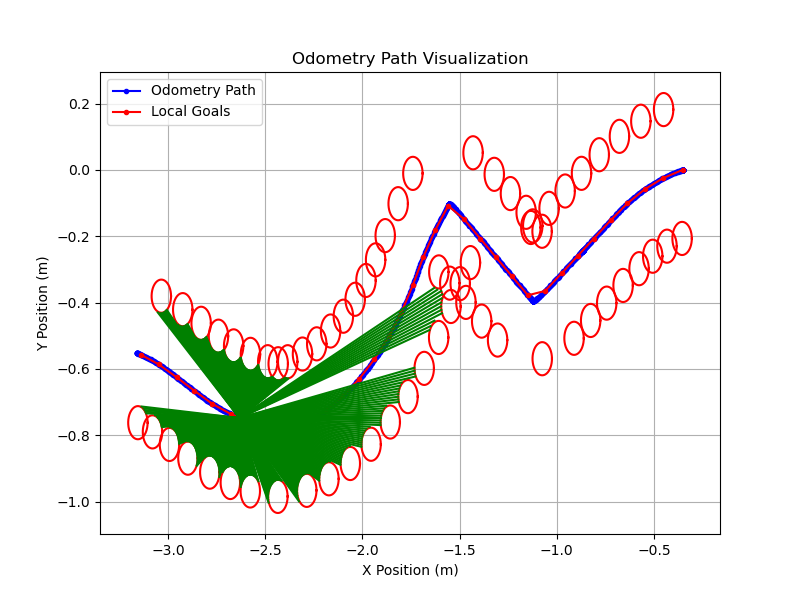 Odometry Path Visualization
Odometry Path
Local Goals
Y Position (m)
0.2
0.0
−0.2
−0.4
−0.6
−0.8
−1.0
−3.0 −2.5 −2.0 −1.5 −1.0 −0.5
X Position (m)